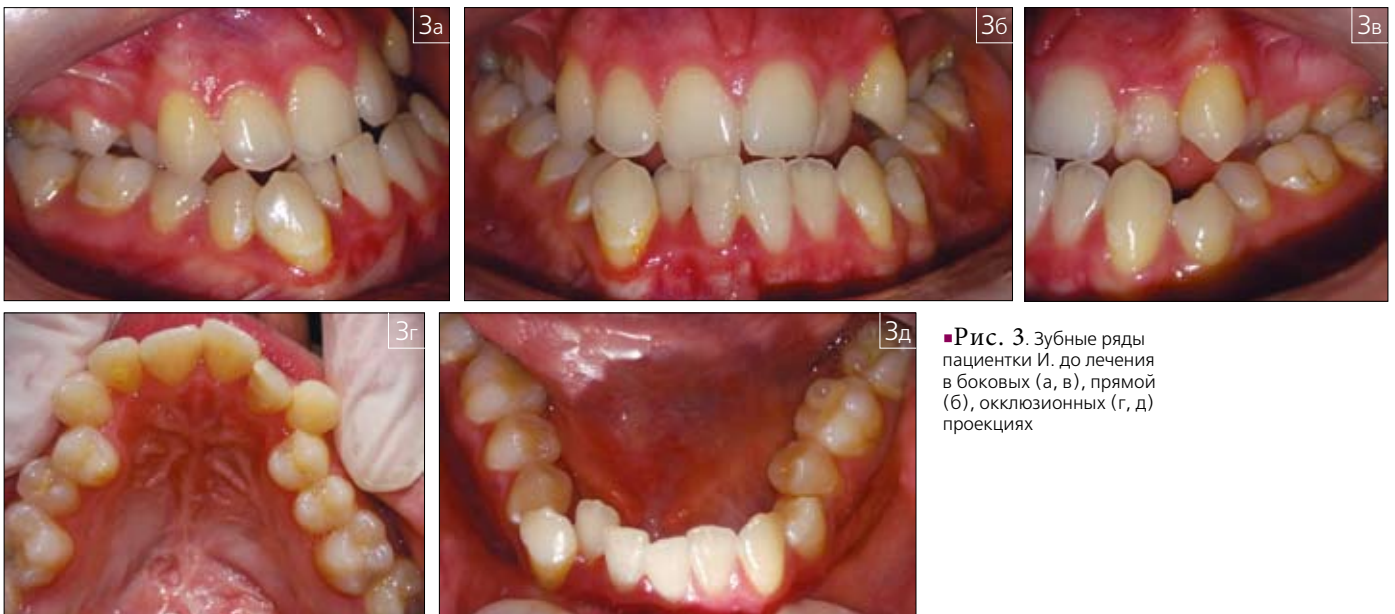 3а
3б
3в
3г
3д
▪Рис. 3. Зубные ряды
пациентки И. до лечения
в боковых (а, в), прямой
(б), окклюзионных (г, д)
проекциях